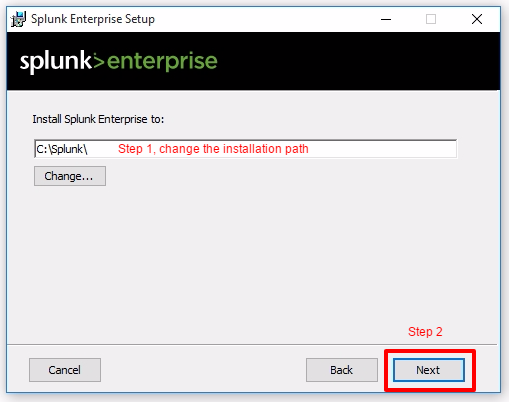 Splunk Enterprise Setup
splunk>enterprise
Install Splunk Enterprise to:
C:\Splunk\ Step 1, change the installation path
Change...
Step 2
Cancel Back Next